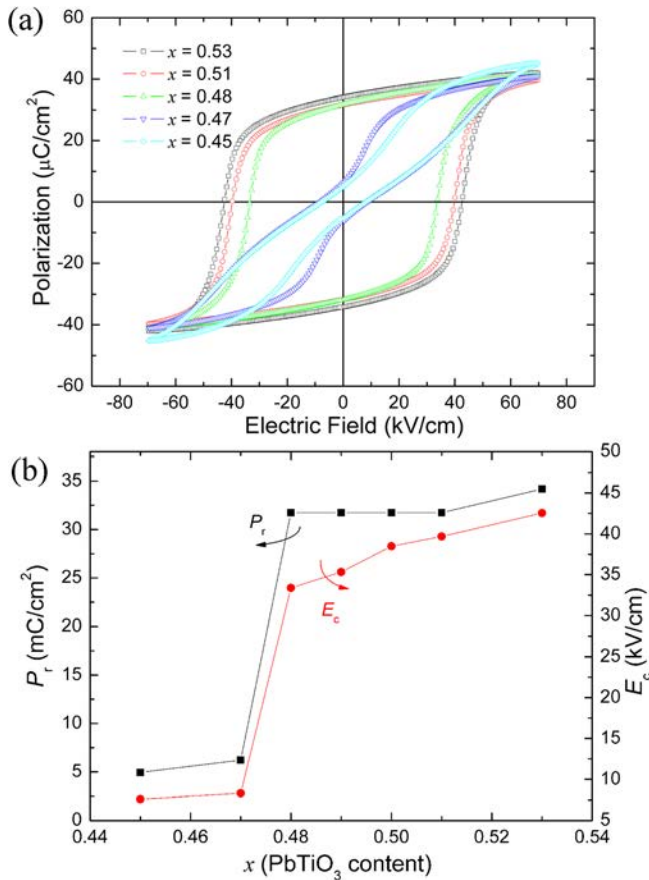 (a)
x = 0.53
x = 0.51
x = 0.48
x = 0.47
x = 0.45
Polarization (μC/cm²)
60
40
20
0
-20
-40
-60
-80 -60 -40 -20 0 20 40 60 80
Electric Field (kV/cm)
(b)
Pᵣ (mC/cm²)
35
30
25
20
15
10
5
0
Pᵣ
E_c
50
45
40
35
30
25
20
15
10
5
E_c (kV/cm)
0.44 0.46 0.48 0.50 0.52 0.54
x (PbTiO₃ content)